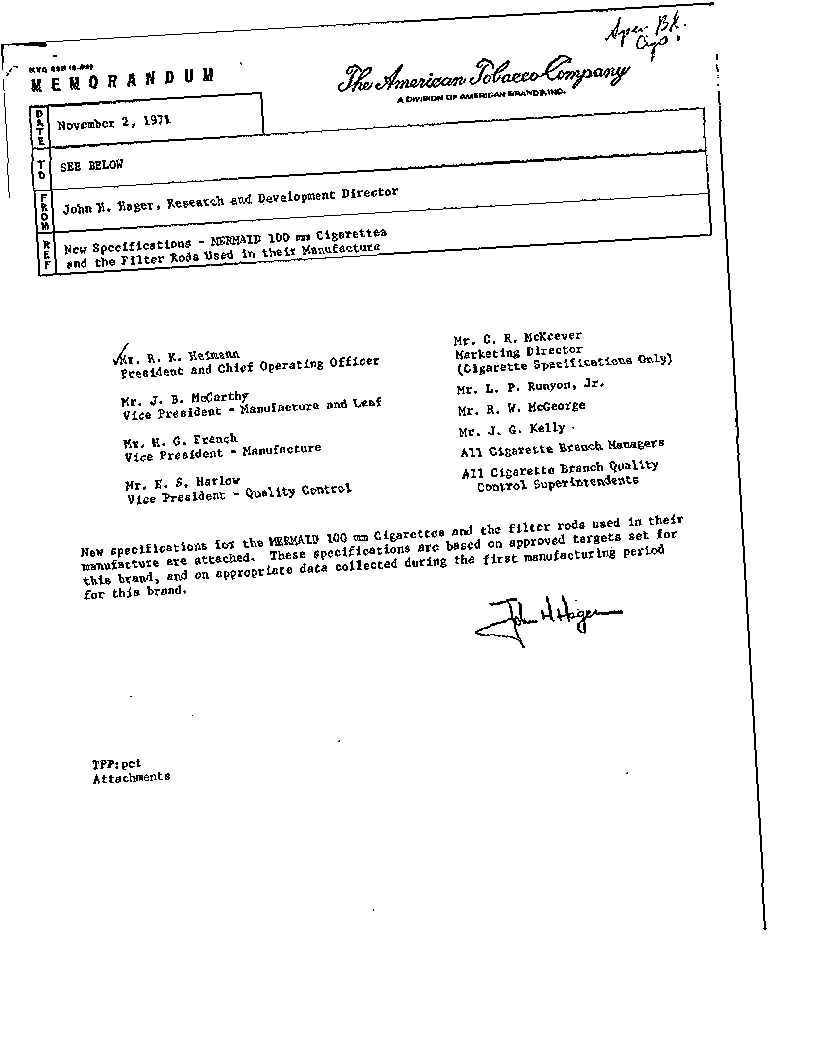 MEMORANDUM
The American Tobacco Company
A DIVISION OF AMERICAN BRANDS, INC.
DATE
November 2, 1971
TO
SEE BELOW
FROM
John H. Hager, Research and Development Director
REF
New Specifications - MERMAID 100 mm Cigarettes
and the Filter Rods Used in their Manufacture
Mr. R. K. Heimann
President and Chief Operating Officer
Mr. J. B. McCarthy
Vice President - Manufacture and Leaf
Mr. H. G. French
Vice President - Manufacture
Mr. E. S. Harlow
Vice President - Quality Control
Mr. C. R. McKeever
Marketing Director
(Cigarette Specifications Only)
Mr. L. P. Runyon, Jr.
Mr. R. W. McGeorge
Mr. J. G. Kelly
All Cigarette Branch Managers
All Cigarette Branch Quality
Control Superintendents
New specifications for the MERMAID 100 mm Cigarettes and the filter rods used in their
manufacture are attached. These specifications are based on approved targets set for
this brand, and on appropriate data collected during the first manufacturing period
for this brand.
John H Hager
TPP:pct
Attachments